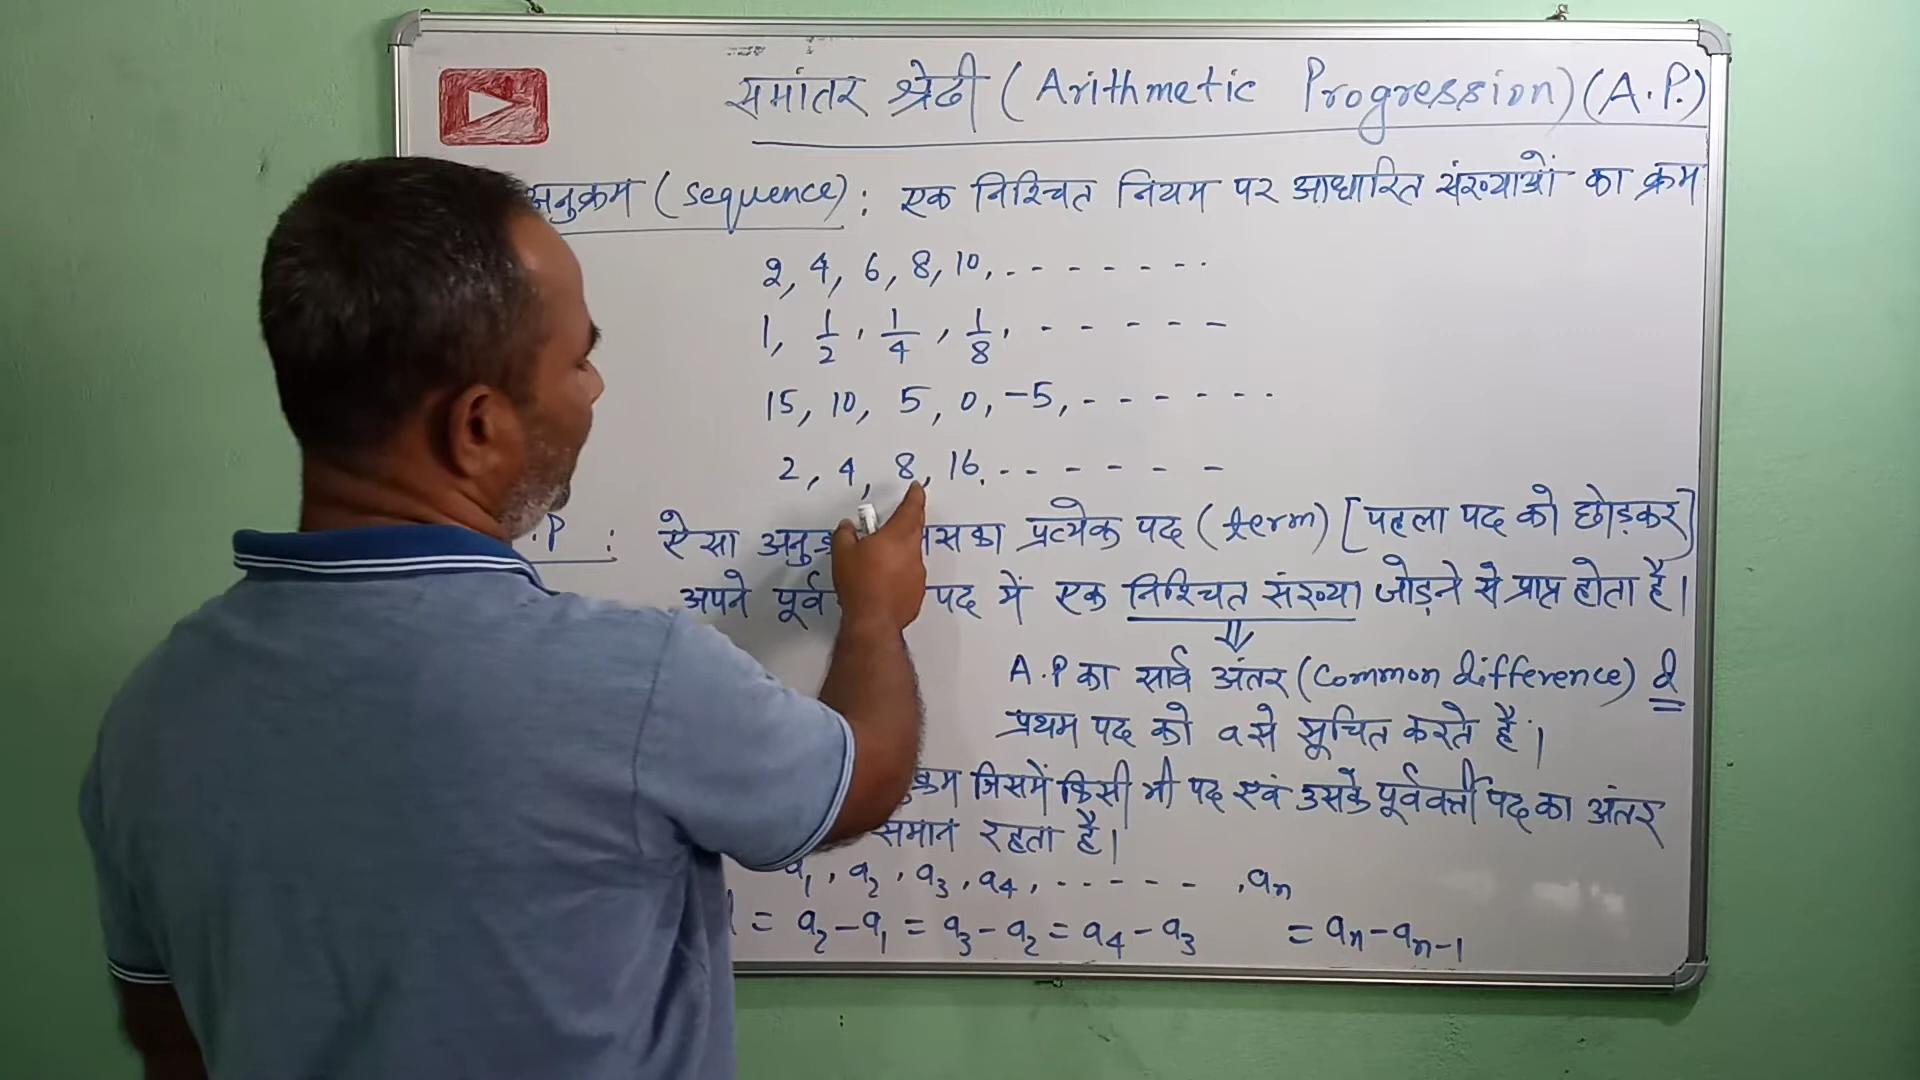 समांतर श्रेढी (Arithmetic Progression) (A.P.)
अनुक्रम (sequence): एक निश्चित नियम पर आधारित संख्याओं का क्रम
2, 4, 6, 8, 10, - - - - - - -
1, 1/2, 1/4, 1/8, - - - - - -
15, 10, 5, 0, -5, - - - - - - -
2, 4, 8, 16, - - - - - -
.P : ऐसा प्रत्येक पद (term) [पहला पद को छोड़कर]
अपने पूर्व पद में एक निश्चित संख्या जोड़ने से प्राप्त होता है।
⇓
A.P का सार्व अंतर (Common difference) d
प्रथम पद को a से सूचित करते हैं।
जिसमें किसी भी पद एवं उसके पूर्ववर्त्ती पद का अंतर
समान रहता है।
a₁, a₂, a₃, a₄, - - - - - -, aₙ
= a₂-a₁ = a₃-a₂ = a₄-a₃ = aₙ-aₙ₋₁